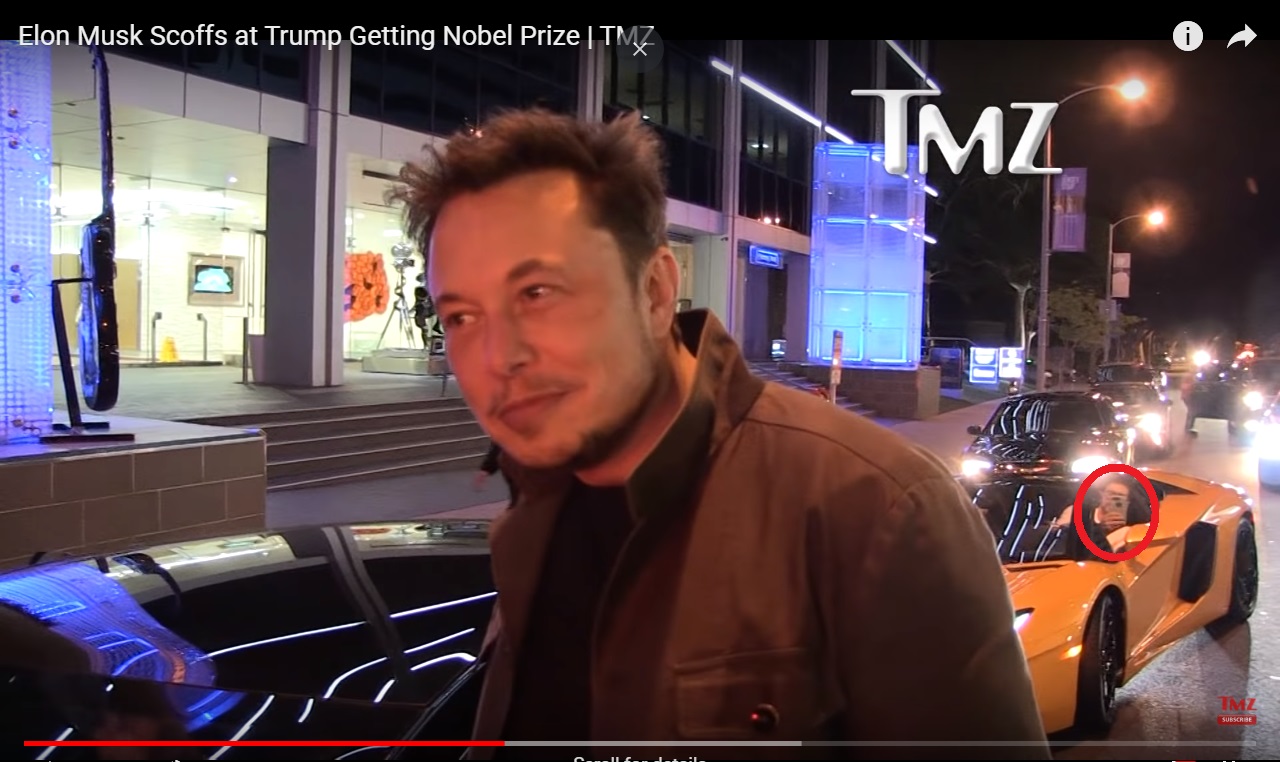 Elon Musk Scoffs at Trump Getting Nobel Prize | TMZ
TMZ
TMZ
SUBSCRIBE
Scroll for details